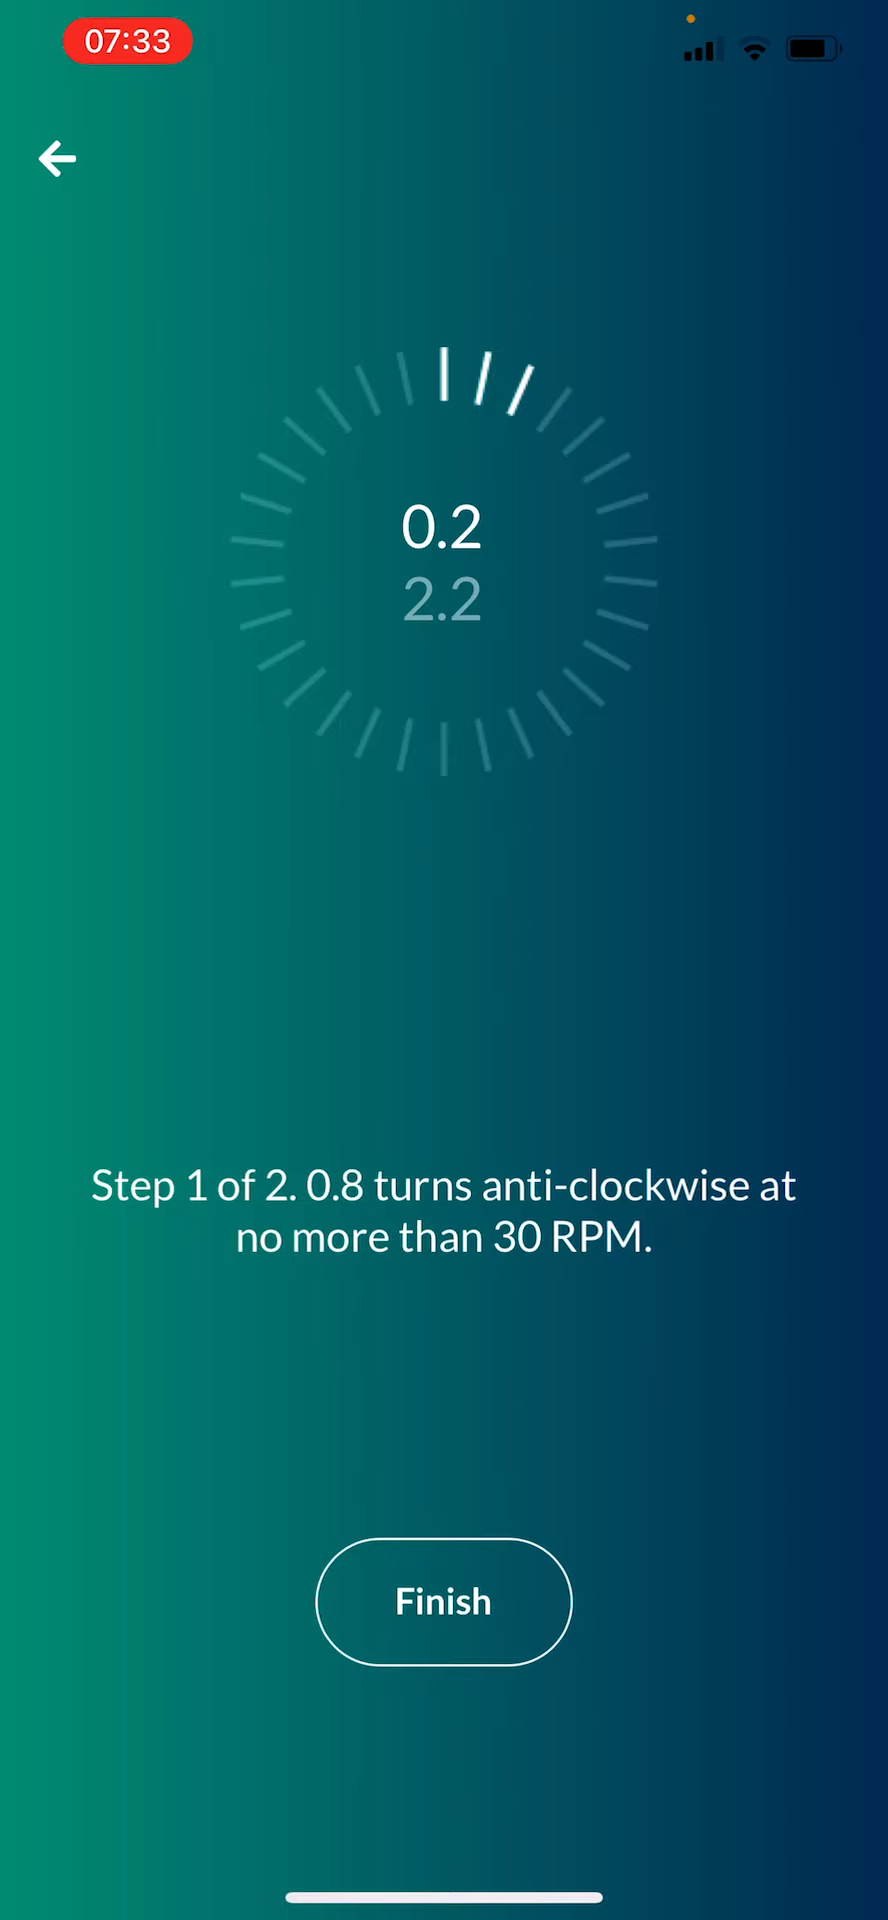 07:33
0.2
2.2
Step 1 of 2. 0.8 turns anti-clockwise at
no more than 30 RPM.
Finish